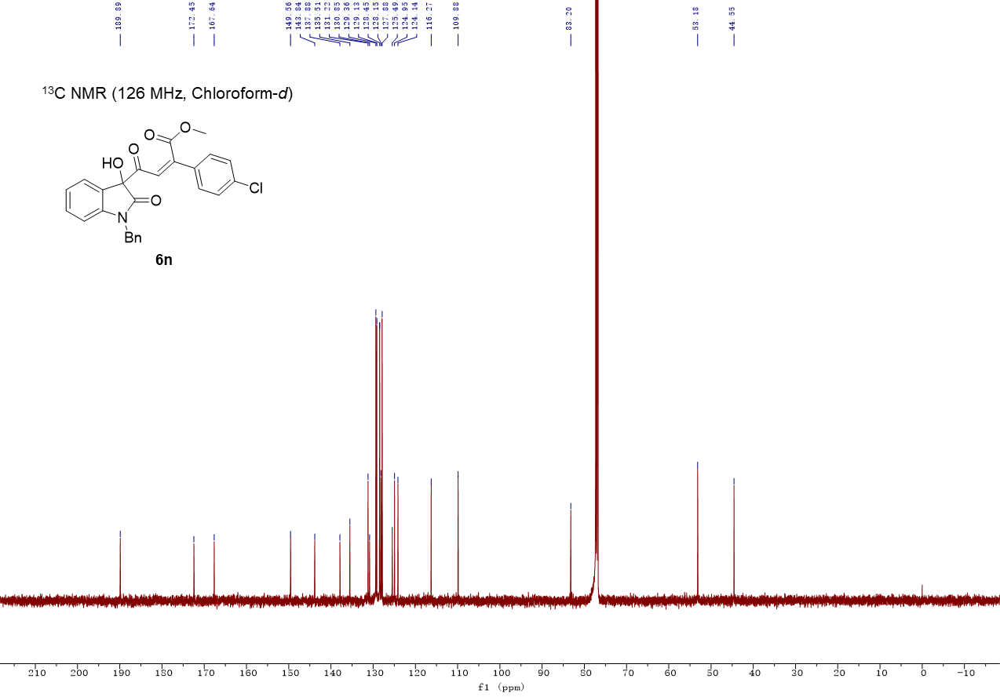 189.89
172.45
167.64
149.56
143.84
137.88
135.51
131.22
130.85
129.36
129.13
128.45
128.15
127.88
125.49
124.95
124.14
116.27
109.88
83.20
53.18
44.55
13C NMR (126 MHz, Chloroform-d)
O
O
O
HO
Cl
O
N
Bn
6n
210 200 190 180 170 160 150 140 130 120 110 100 90 80 70 60 50 40 30 20 10 0 -10
f1 (ppm)